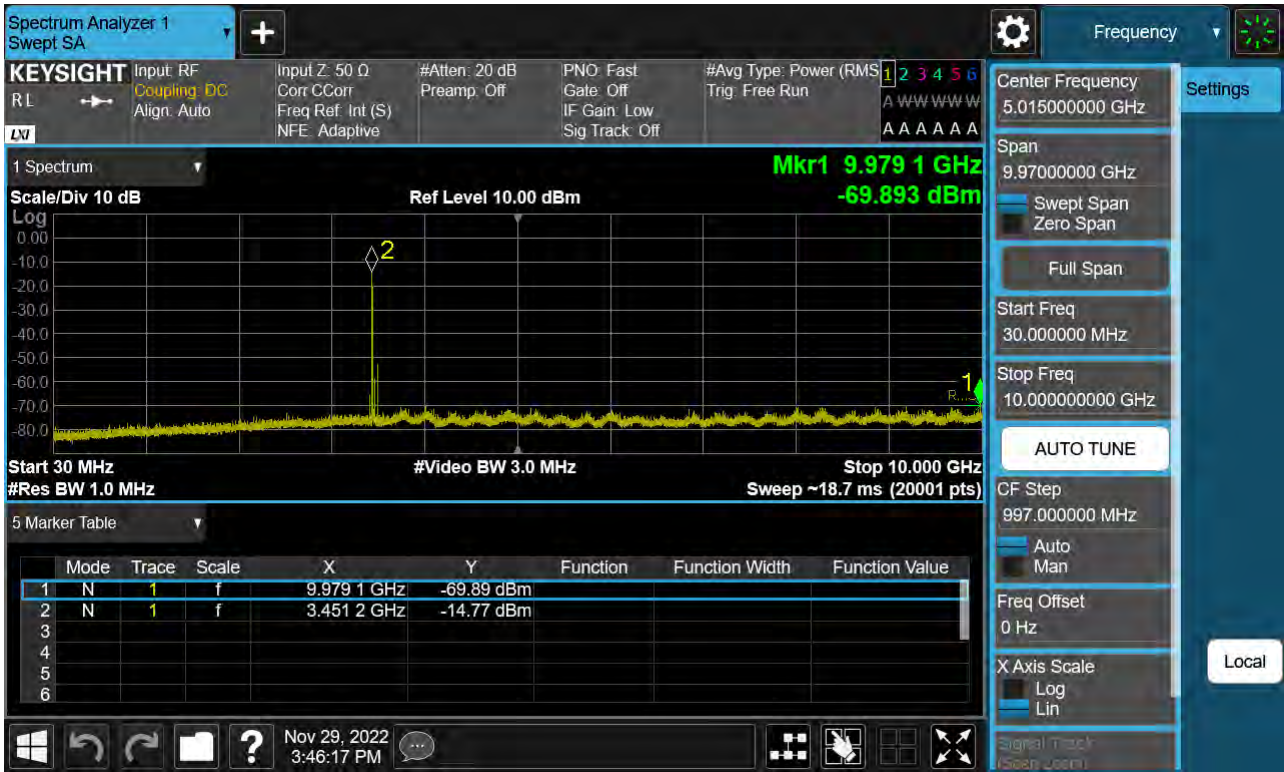 Spectrum Analyzer 1
Swept SA
Frequency
KEYSIGHT
RL
LXI
Input: RF
Coupling: DC
Align: Auto
Input Z: 50 Ω
Corr CCorr
Freq Ref: Int (S)
NFE: Adaptive
#Atten: 20 dB
Preamp: Off
PNO: Fast
Gate: Off
IF Gain: Low
Sig Track: Off
#Avg Type: Power (RMS
Trig: Free Run
1 2 3 4 5 6
A W W W W W
A A A A A A
1 Spectrum
Scale/Div 10 dB
Ref Level 10.00 dBm
Mkr1 9.979 1 GHz
-69.893 dBm
Log
0.00
-10.0
-20.0
-30.0
-40.0
-50.0
-60.0
-70.0
-80.0
2
1
Start 30 MHz
#Video BW 3.0 MHz
Stop 10.000 GHz
#Res BW 1.0 MHz
Sweep ~18.7 ms (20001 pts)
5 Marker Table
Mode Trace Scale X Y Function Function Width Function Value
1 N 1 f 9.979 1 GHz -69.89 dBm
2 N 1 f 3.451 2 GHz -14.77 dBm
3
4
5
6
Nov 29, 2022
3:46:17 PM
Center Frequency
5.015000000 GHz
Span
9.97000000 GHz
Swept Span
Zero Span
Full Span
Start Freq
30.000000 MHz
Stop Freq
10.000000000 GHz
AUTO TUNE
CF Step
997.000000 MHz
Auto
Man
Freq Offset
0 Hz
X Axis Scale
Log
Lin
Signal Track
(Span Zoom)
Settings
Local